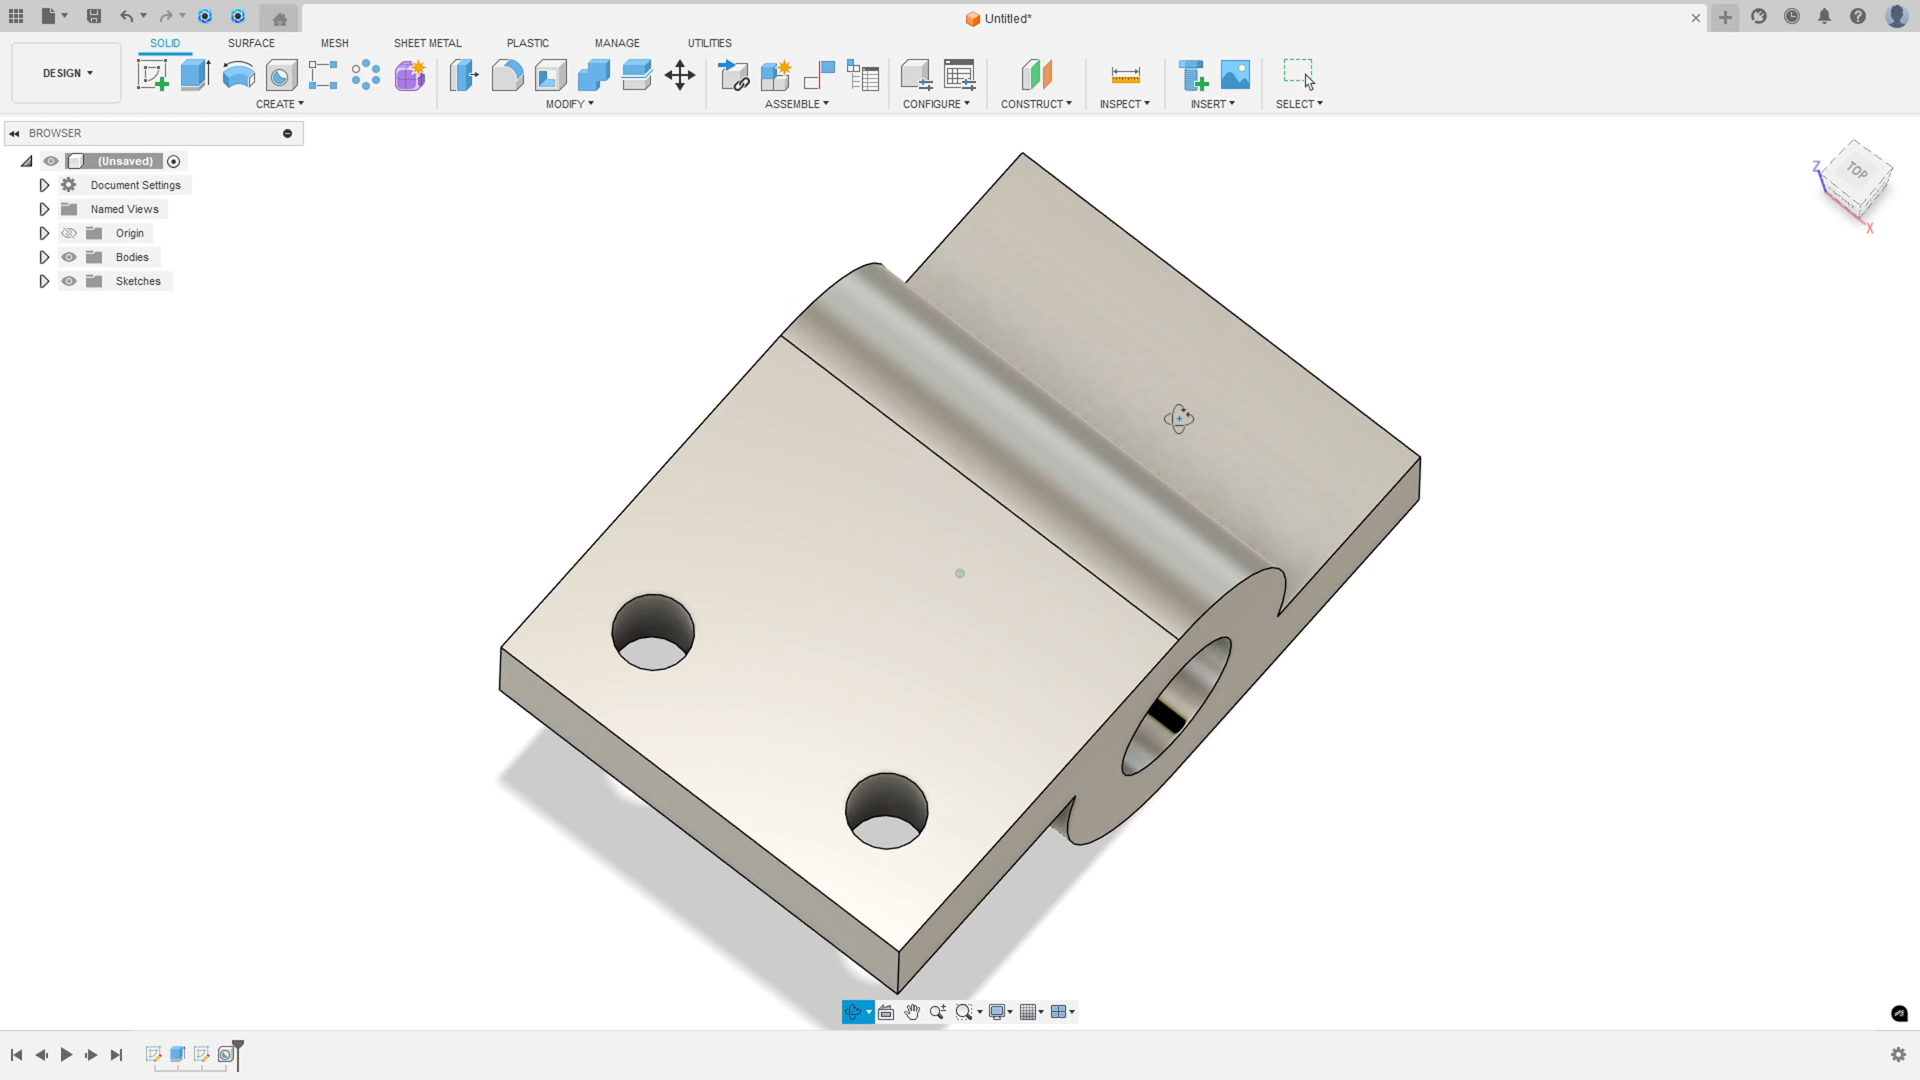 Untitled*
SOLID SURFACE MESH SHEET METAL PLASTIC MANAGE UTILITIES
DESIGN
CREATE MODIFY ASSEMBLE CONFIGURE CONSTRUCT INSPECT INSERT SELECT
BROWSER
(Unsaved)
Document Settings
Named Views
Origin
Bodies
Sketches
TOP
Z
X